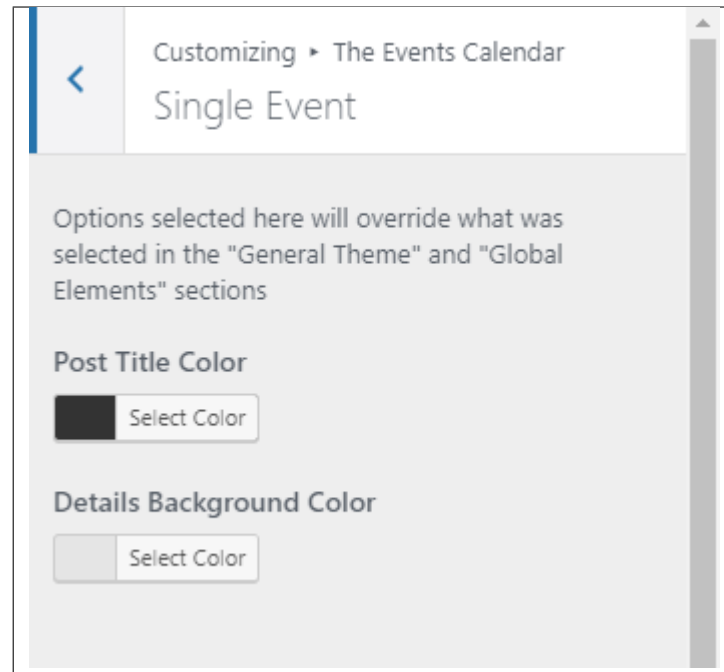 Customizing ▸ The Events Calendar
Single Event
Options selected here will override what was
selected in the "General Theme" and "Global
Elements" sections
Post Title Color
Select Color
Details Background Color
Select Color